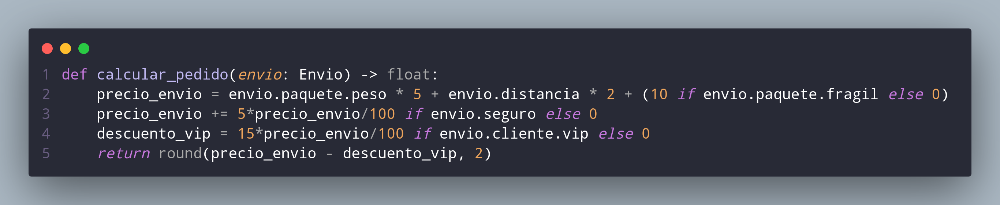 1 def calcular_pedido(envio: Envio) -> float:
2     precio_envio = envio.paquete.peso * 5 + envio.distancia * 2 + (10 if envio.paquete.fragil else 0)
3     precio_envio += 5*precio_envio/100 if envio.seguro else 0
4     descuento_vip = 15*precio_envio/100 if envio.cliente.vip else 0
5     return round(precio_envio - descuento_vip, 2)